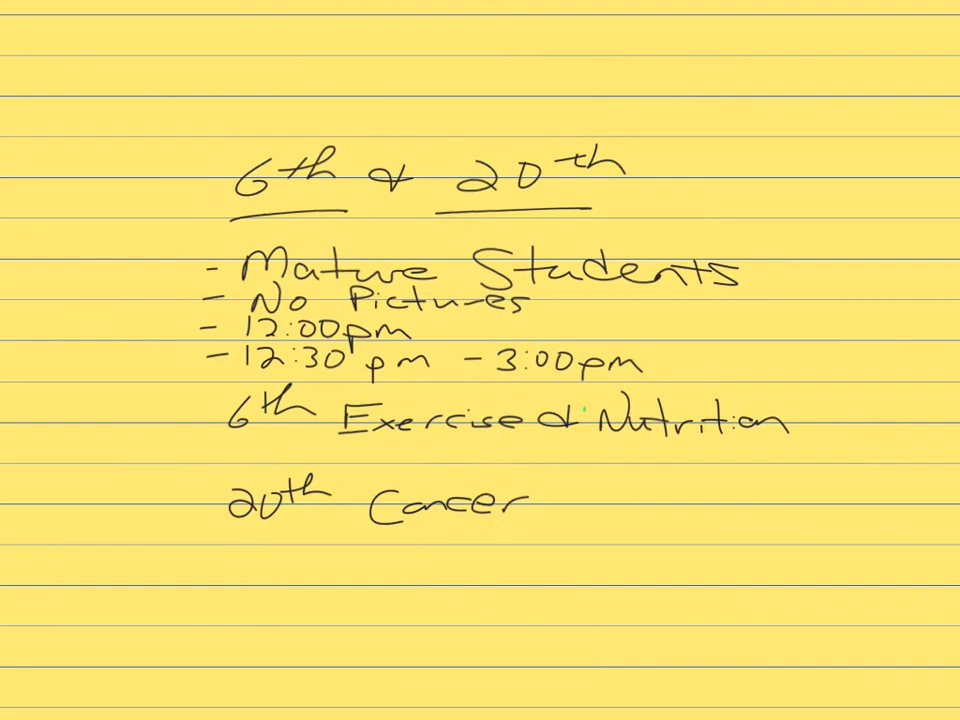 6th & 20th
- Mature Students
- No Pictures
- 12:00pm
- 12:30 pm - 3:00pm
6th Exercise & Nutrition
20th Cancer